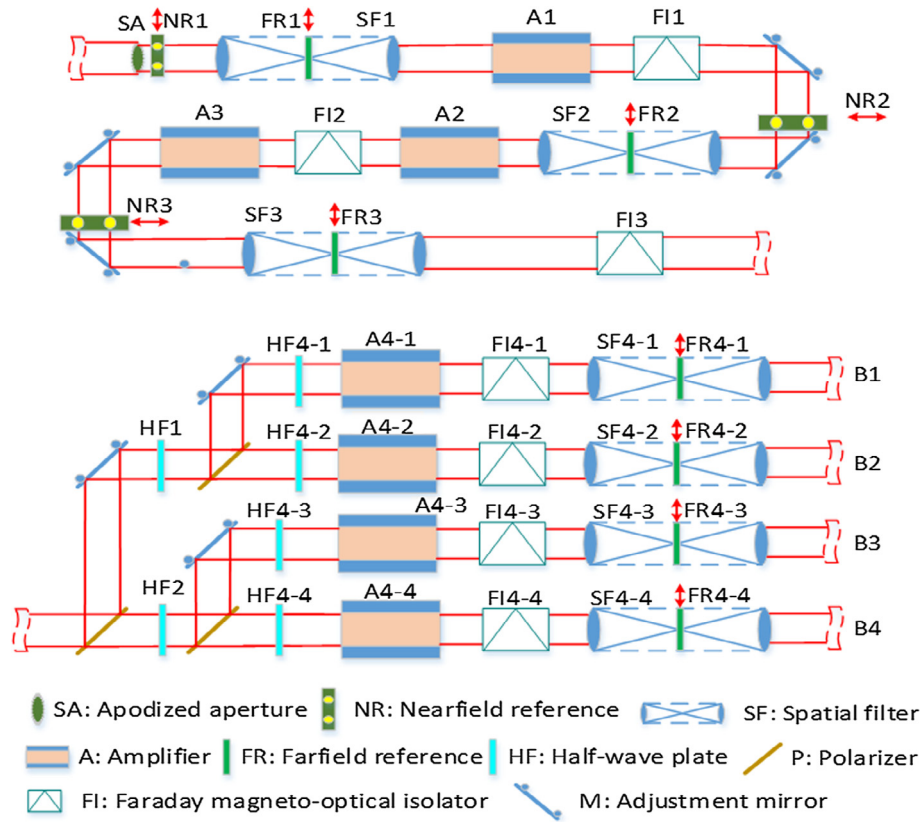 SA NR1 FR1 SF1 A1 FI1
NR2
A3 FI2 A2 SF2 FR2
NR3 SF3 FR3 FI3
HF4-1 A4-1 FI4-1 SF4-1 FR4-1
B1
HF1 HF4-2 A4-2 FI4-2 SF4-2 FR4-2
B2
HF4-3 A4-3 FI4-3 SF4-3 FR4-3
B3
HF2 HF4-4 A4-4 FI4-4 SF4-4 FR4-4
B4
SA: Apodized aperture NR: Nearfield reference SF: Spatial filter
A: Amplifier FR: Farfield reference HF: Half-wave plate P: Polarizer
FI: Faraday magneto-optical isolator M: Adjustment mirror